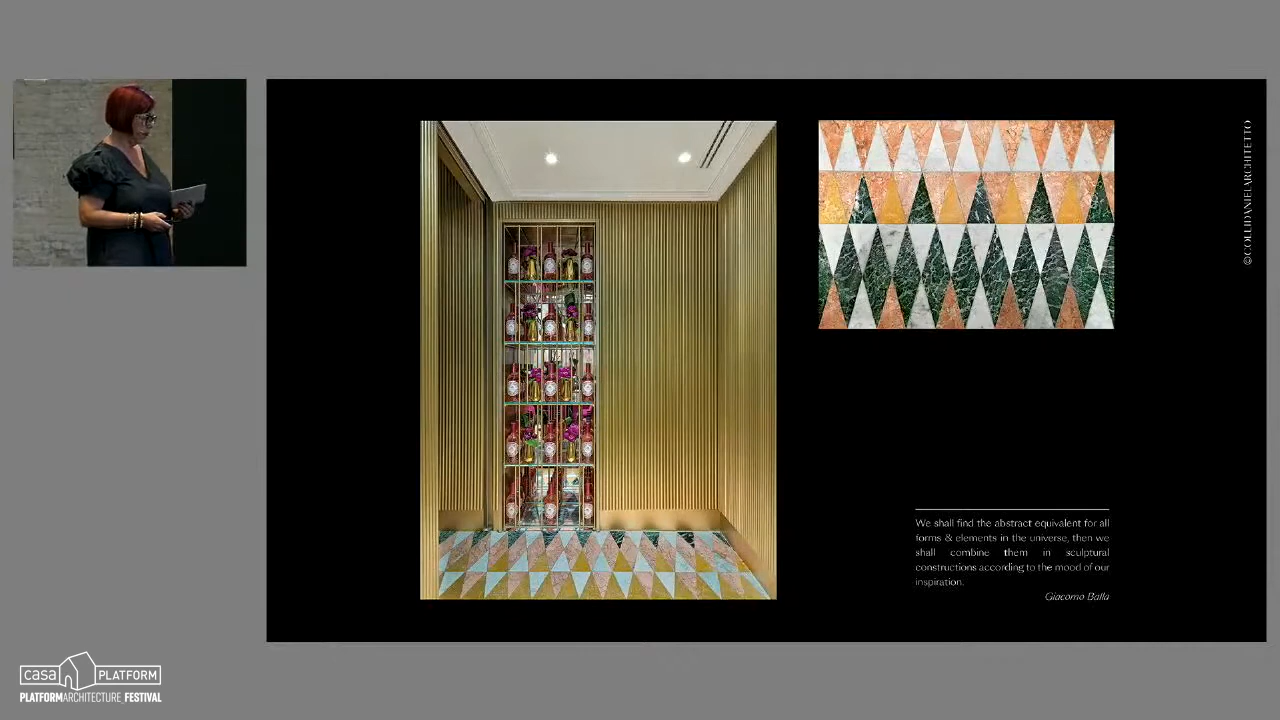 ©COLLIDANIELARCHITETTO
We shall find the abstract equivalent for all
forms & elements in the universe, then we
shall combine them in sculptural
constructions according to the mood of our
inspiration.
Giacomo Balla
casa PLATFORM
PLATFORMARCHITECTURE_FESTIVAL